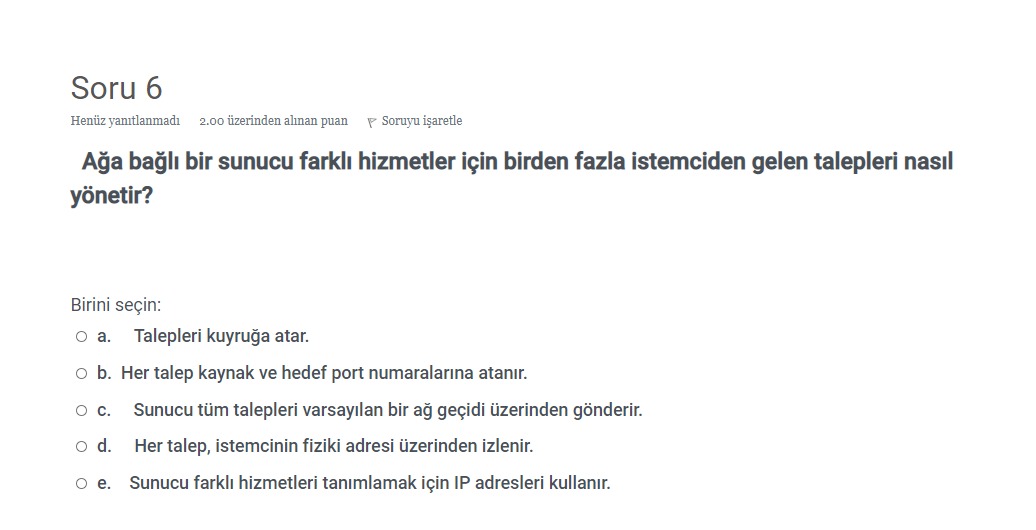 Soru 6
Henüz yanıtlanmadı 2.00 üzerinden alınan puan Soruyu işaretle
Ağa bağlı bir sunucu farklı hizmetler için birden fazla istemciden gelen talepleri nasıl
yönetir?
Birini seçin:
a. Talepleri kuyruğa atar.
b. Her talep kaynak ve hedef port numaralarına atanır.
c. Sunucu tüm talepleri varsayılan bir ağ geçidi üzerinden gönderir.
d. Her talep, istemcinin fiziki adresi üzerinden izlenir.
e. Sunucu farklı hizmetleri tanımlamak için IP adresleri kullanır.